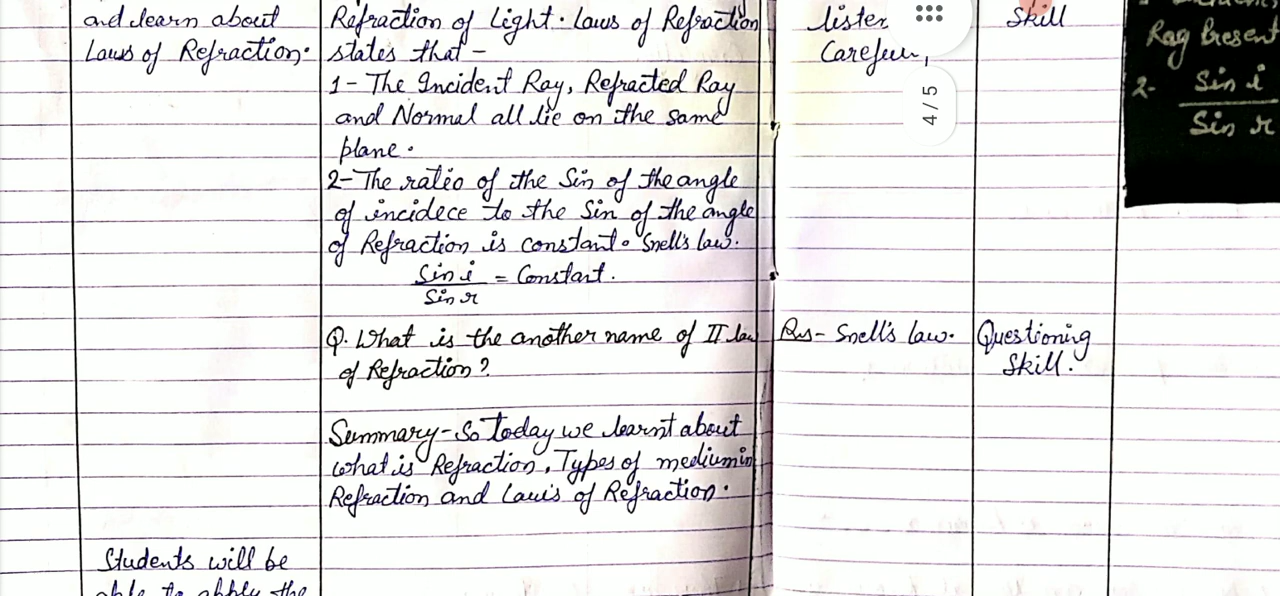 and learn about
Laws of Refraction.
Refraction of Light. Laws of Refraction
states that -
1- The Incident Ray, Refracted Ray
and Normal all lie on the same
plane.
2- The ratio of the Sin of the angle
of incidece to the Sin of the angle
of Refraction is constant. Snell's law.
Sin i
Sin r
= Constant.
Q. What is the another name of II law
of Refraction?
Summary - So today we learnt about
what is Refraction, Types of medium in
Refraction and Laws of Refraction.
Students will be
able to apply the
listen
Skill
4/5
Ans - Snell's law.
Questioning
Skill.
Ray Present
2- Sin i
Sin r